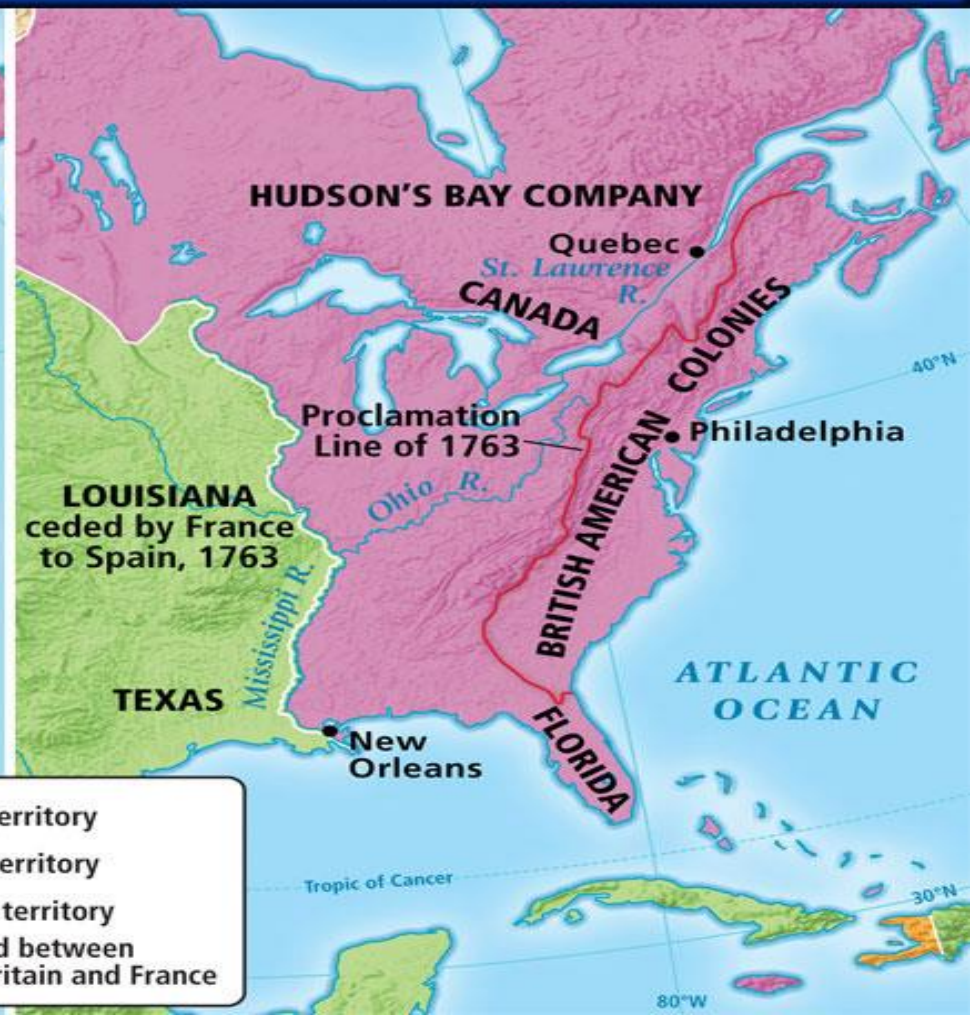 HUDSON'S BAY COMPANY
Quebec
St. Lawrence
R.
CANADA
BRITISH AMERICAN COLONIES
40°N
Proclamation
Line of 1763
Philadelphia
Ohio R.
LOUISIANA
ceded by France
to Spain, 1763
Mississippi R.
ATLANTIC
OCEAN
TEXAS
FLORIDA
New
Orleans
erritory
erritory
territory
d between
ritain and France
Tropic of Cancer
30°N
80°W